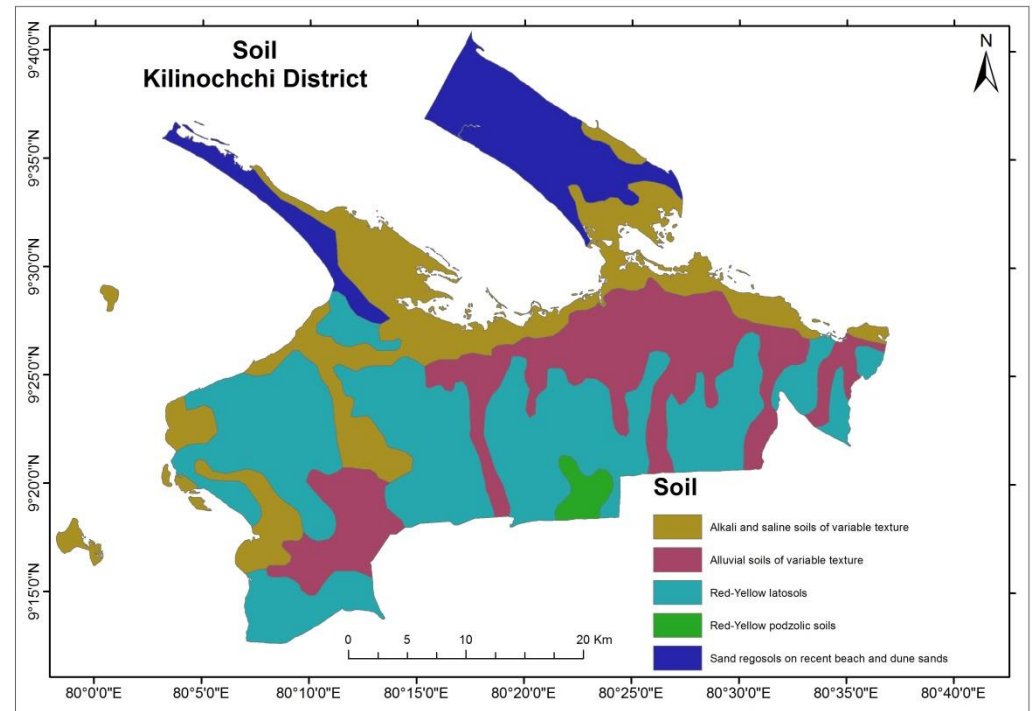 Soil
Kilinochchi District
N
9°40'0"N
9°35'0"N
9°30'0"N
9°25'0"N
9°20'0"N
9°15'0"N
Soil
Alkali and saline soils of variable texture
Alluvial soils of variable texture
Red-Yellow latosols
Red-Yellow podzolic soils
Sand regosols on recent beach and dune sands
0 5 10 20 Km
80°0'0"E 80°5'0"E 80°10'0"E 80°15'0"E 80°20'0"E 80°25'0"E 80°30'0"E 80°35'0"E 80°40'0"E